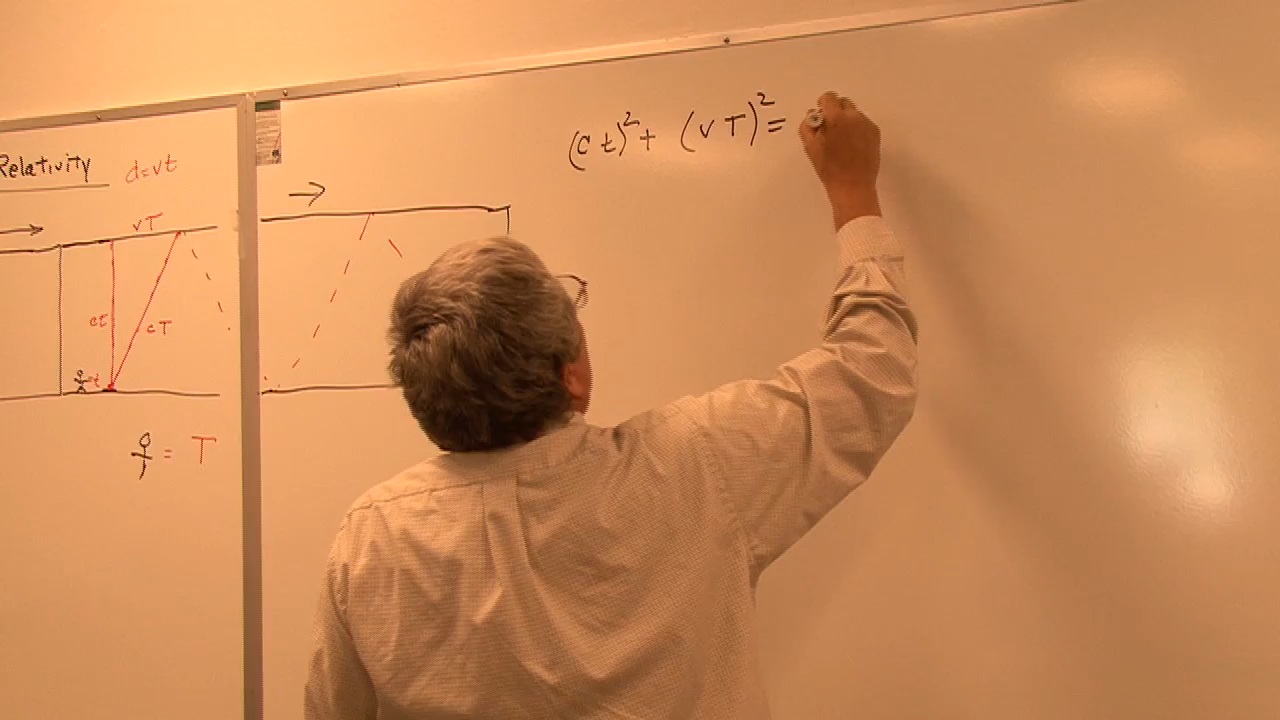 Relativity
d=vt
vT
ct
cT
= T
(ct)²+ (vT)²=